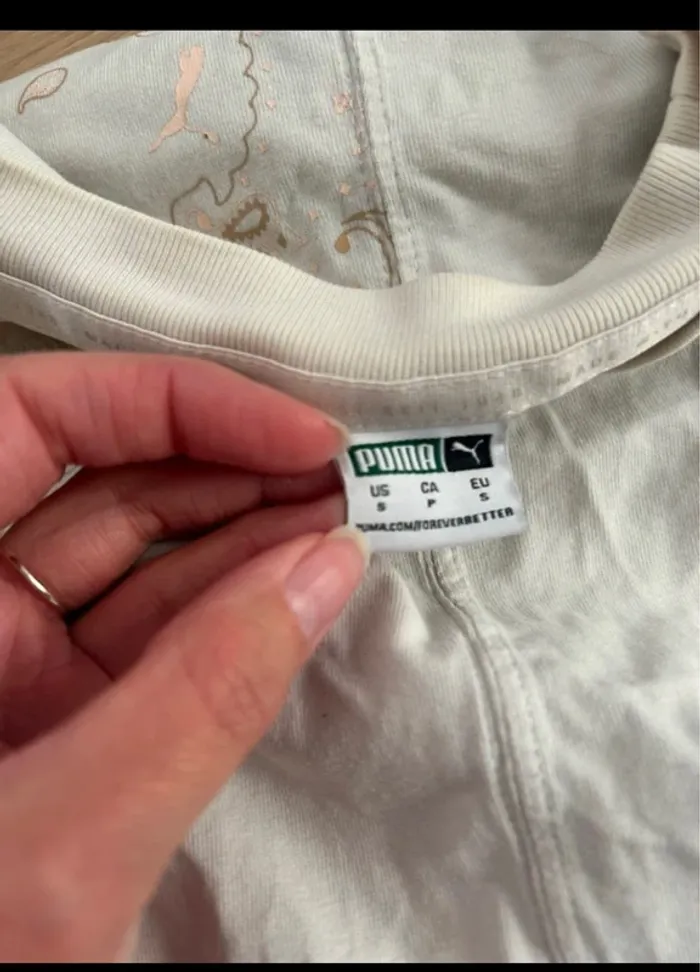 PUMA
US CA EU
S P S
PUMA.COM/FOREVERBETTER